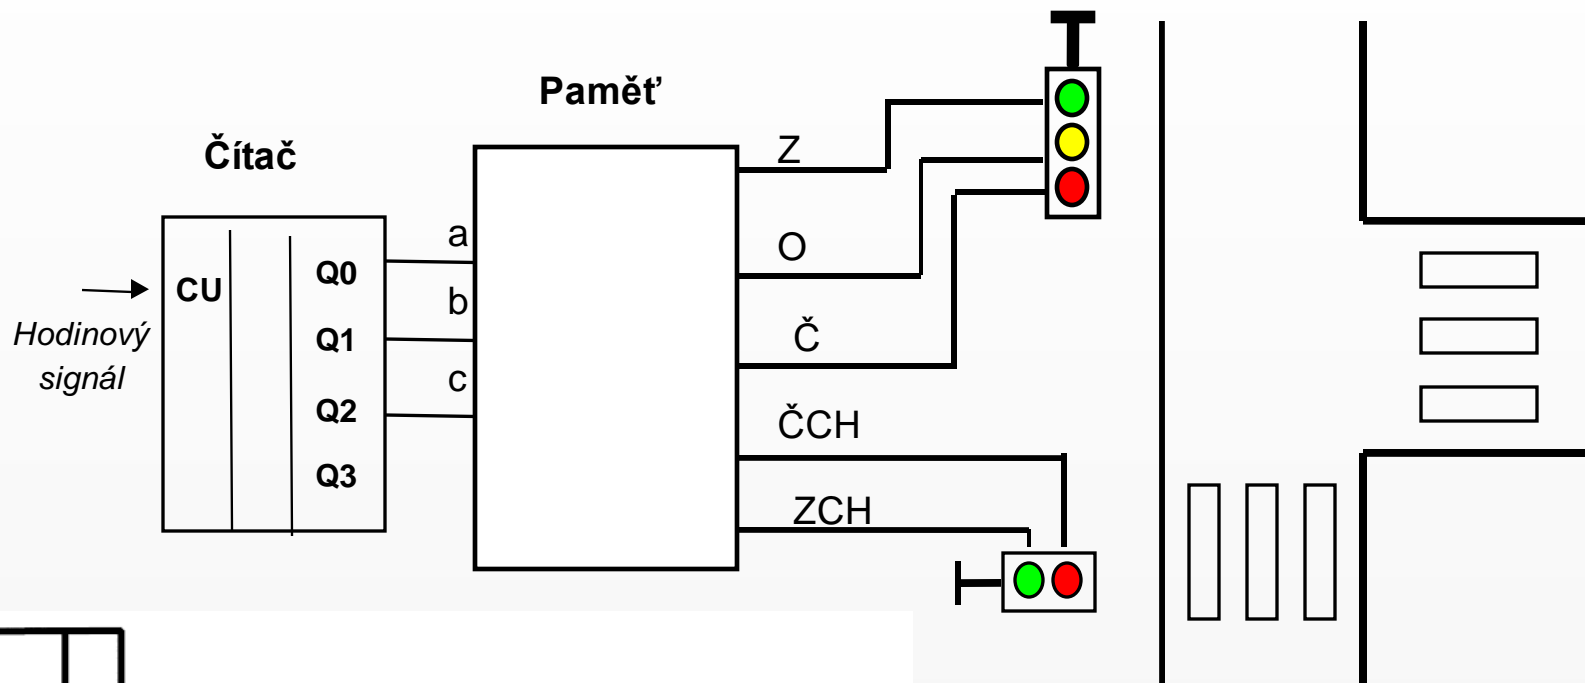 Paměť
Čítač
Z
a
CU
Q0
O
b
Hodinový
signál
Q1
Č
c
Q2
ČCH
Q3
ZCH